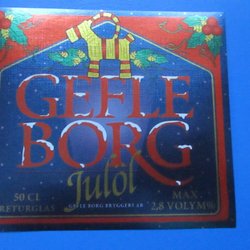 GEFLE
BORG
Julöl
50 CL
RETURGLAS
GEFLE BORG BRYGGERI AB
MAX
2,8 VOLYM%